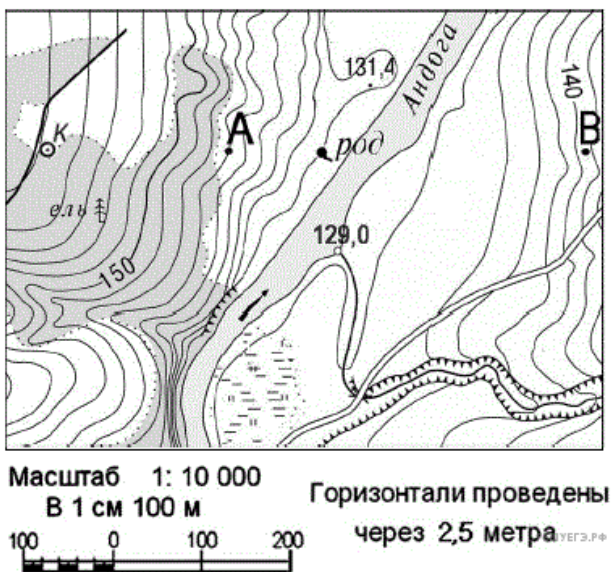 131,4
Андога
140
А
В
К
род
ель
129,0
150
Масштаб 1: 10 000
В 1 см 100 м
100 0 100 200
Горизонтали проведены
через 2,5 метра